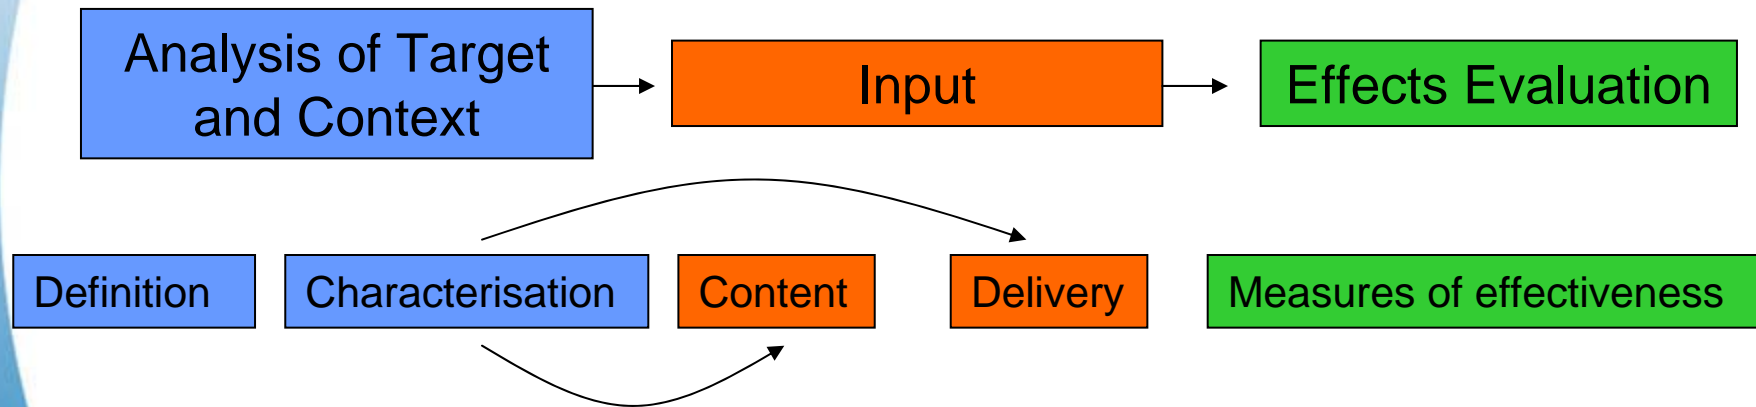 Analysis of Target
and Context
Input
Effects Evaluation
Definition
Characterisation
Content
Delivery
Measures of effectiveness